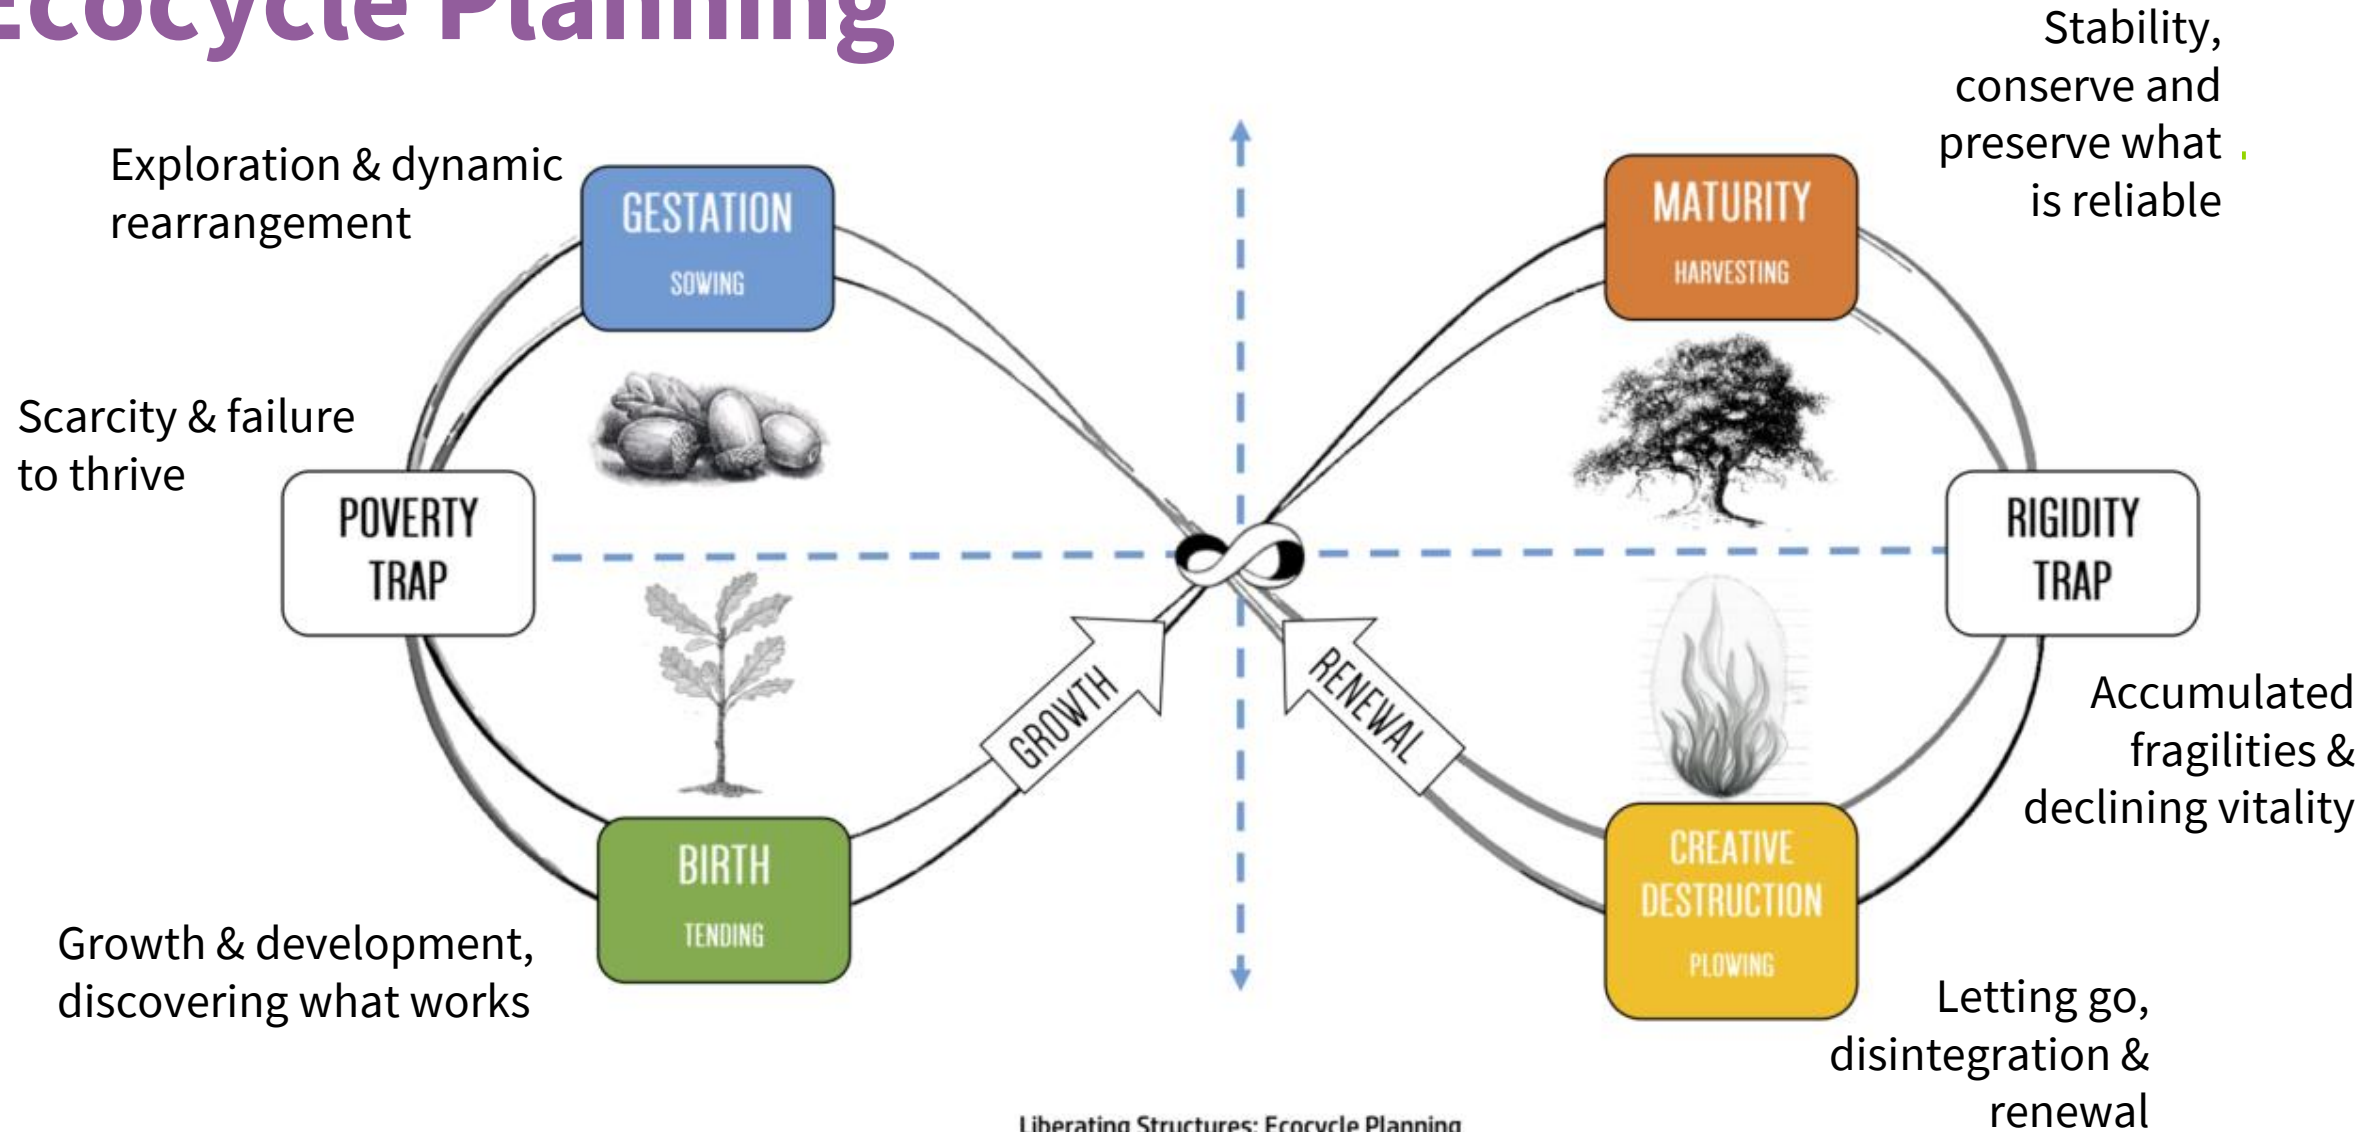 Ecocycle Planning
Stability,
conserve and
preserve what
is reliable
Exploration & dynamic
rearrangement
GESTATION
SOWING
MATURITY
HARVESTING
Scarcity & failure
to thrive
POVERTY
TRAP
RIGIDITY
TRAP
GROWTH
RENEWAL
Accumulated
fragilities &
declining vitality
BIRTH
TENDING
CREATIVE
DESTRUCTION
PLOWING
Growth & development,
discovering what works
Letting go,
disintegration &
renewal
Liberating Structures: Ecocycle Planning